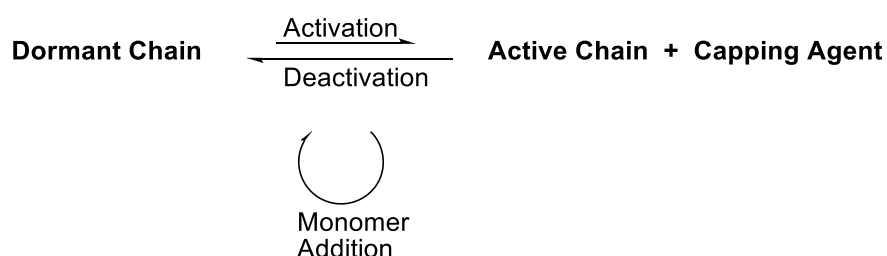 Activation
Dormant Chain Active Chain + Capping Agent
Deactivation
Monomer
Addition